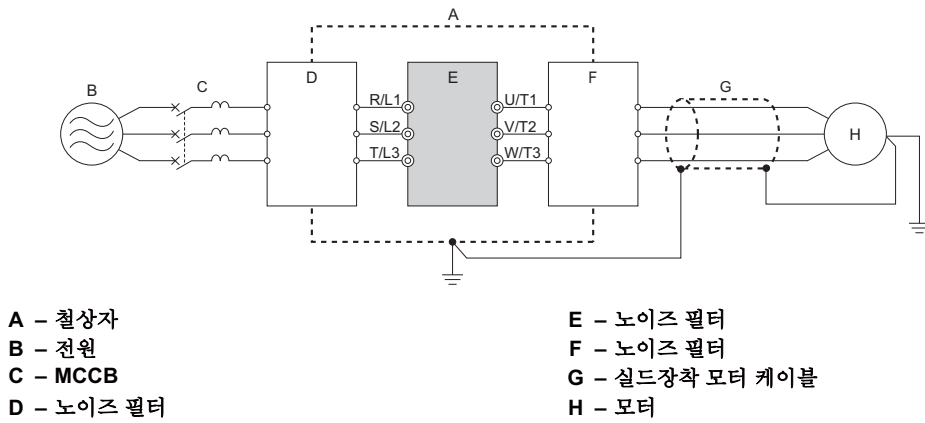 A
B
C
D
E
F
G
H
R/L1
S/L2
T/L3
U/T1
V/T2
W/T3
A – 철상자
B – 전원
C – MCCB
D – 노이즈 필터
E – 노이즈 필터
F – 노이즈 필터
G – 실드장착 모터 케이블
H – 모터